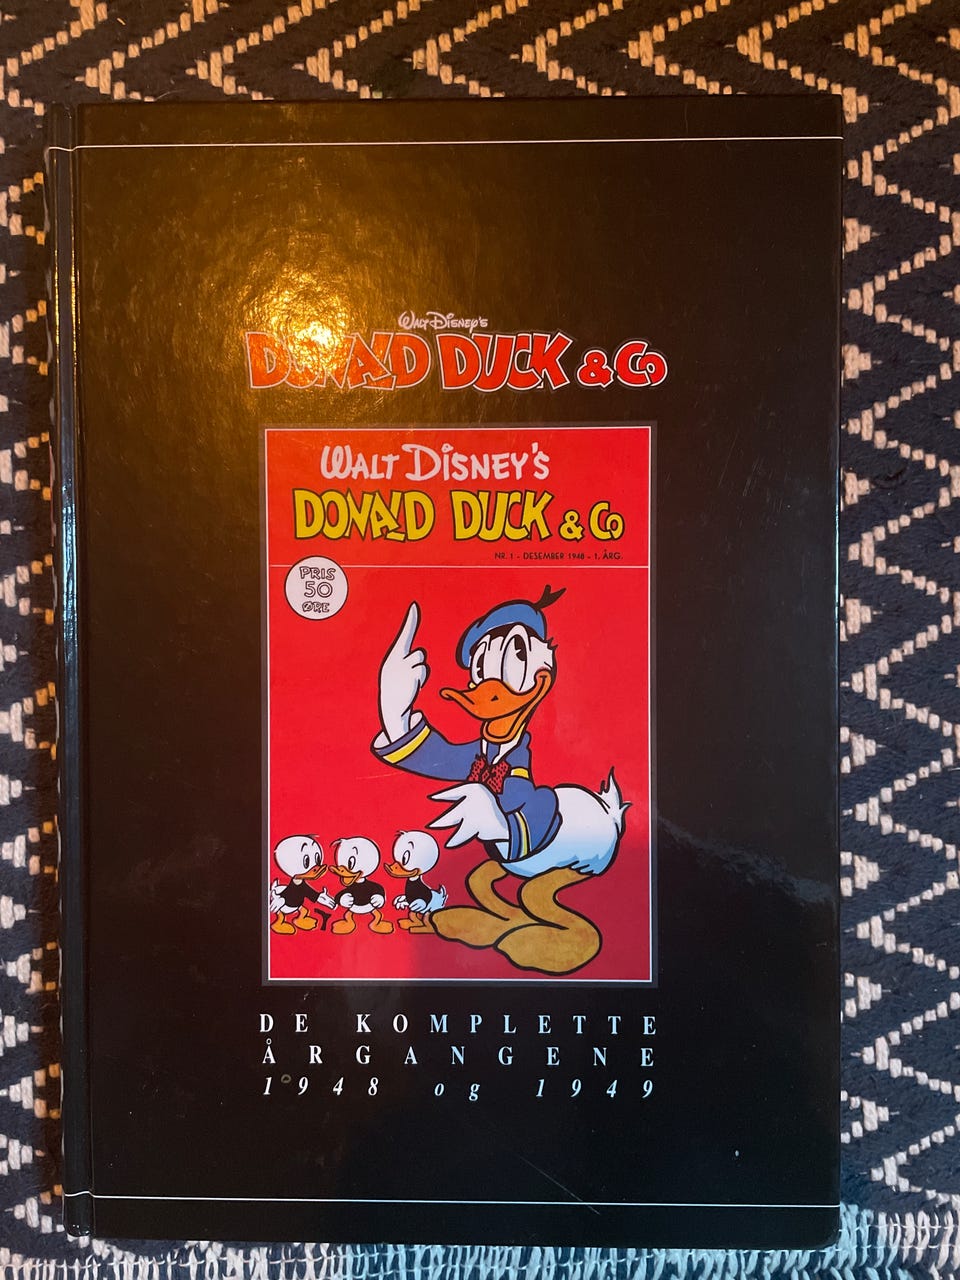 WALT DISNEY'S
DONALD DUCK & CO
WALT DISNEY'S
DONALD DUCK & CO
NR. 1 - DESEMBER 1948 - 1. ÅRG.
PRIS
50
ØRE
DE KOMPLETTE
ÅRGANGENE
1948 og 1949